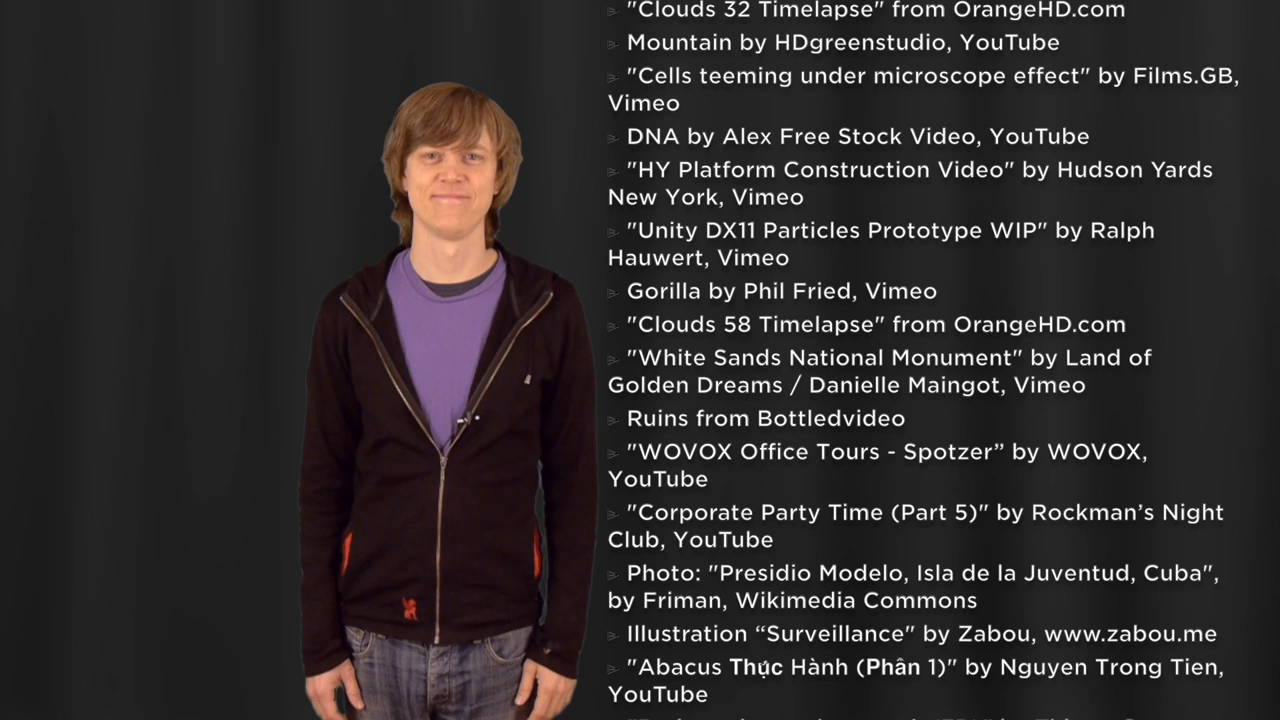 "Clouds 32 Timelapse" from OrangeHD.com
Mountain by HDgreenstudio, YouTube
"Cells teeming under microscope effect" by Films.GB,
Vimeo
DNA by Alex Free Stock Video, YouTube
"HY Platform Construction Video" by Hudson Yards
New York, Vimeo
"Unity DX11 Particles Prototype WIP" by Ralph
Hauwert, Vimeo
Gorilla by Phil Fried, Vimeo
"Clouds 58 Timelapse" from OrangeHD.com
"White Sands National Monument" by Land of
Golden Dreams / Danielle Maingot, Vimeo
Ruins from Bottledvideo
"WOVOX Office Tours - Spotzer” by WOVOX,
YouTube
"Corporate Party Time (Part 5)" by Rockman’s Night
Club, YouTube
Photo: "Presidio Modelo, Isla de la Juventud, Cuba",
by Friman, Wikimedia Commons
Illustration “Surveillance" by Zabou, www.zabou.me
"Abacus Thực Hành (Phần 1)" by Nguyen Trong Tien,
YouTube